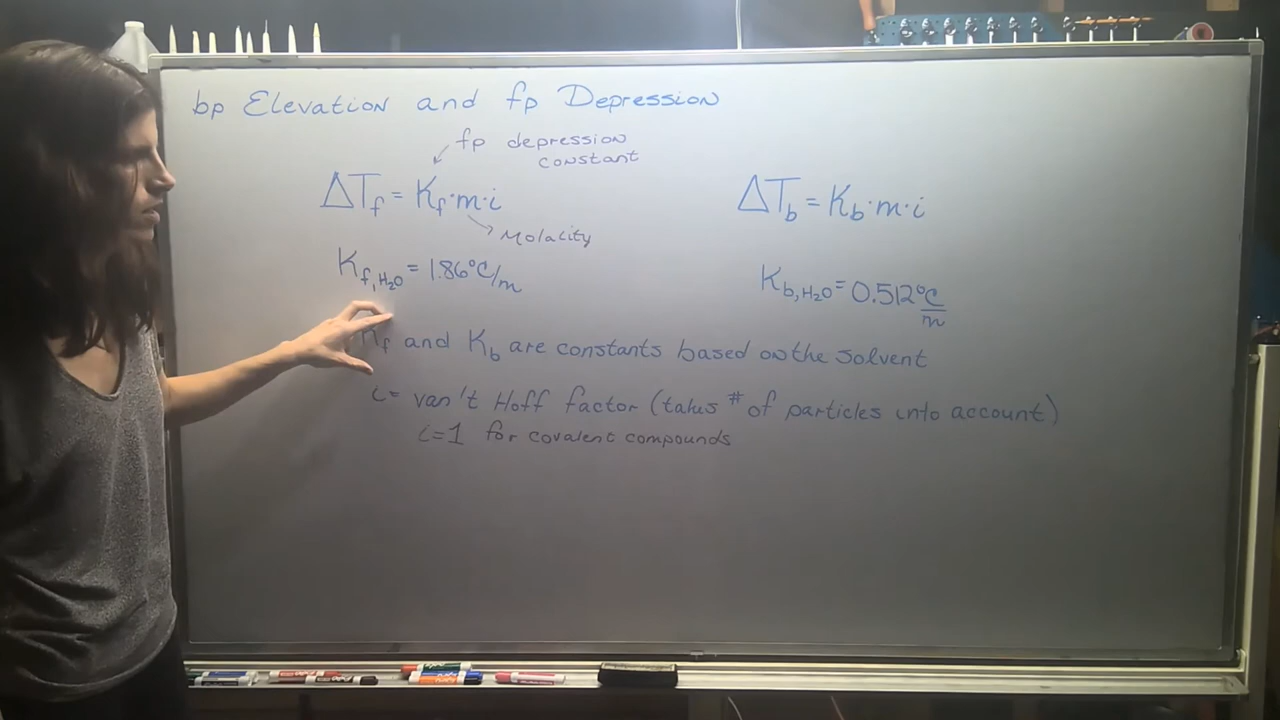 bp Elevation and fp Depression
fp depression
constant
ΔT_f = K_f·m·i
ΔT_b = K_b·m·i
Molality
K_f,H₂O = 1.86°C/m
K_b,H₂O = 0.512 °C/m
K_f and K_b are constants based on the solvent
i = van't Hoff factor (takes # of particles into account)
i=1 for covalent compounds